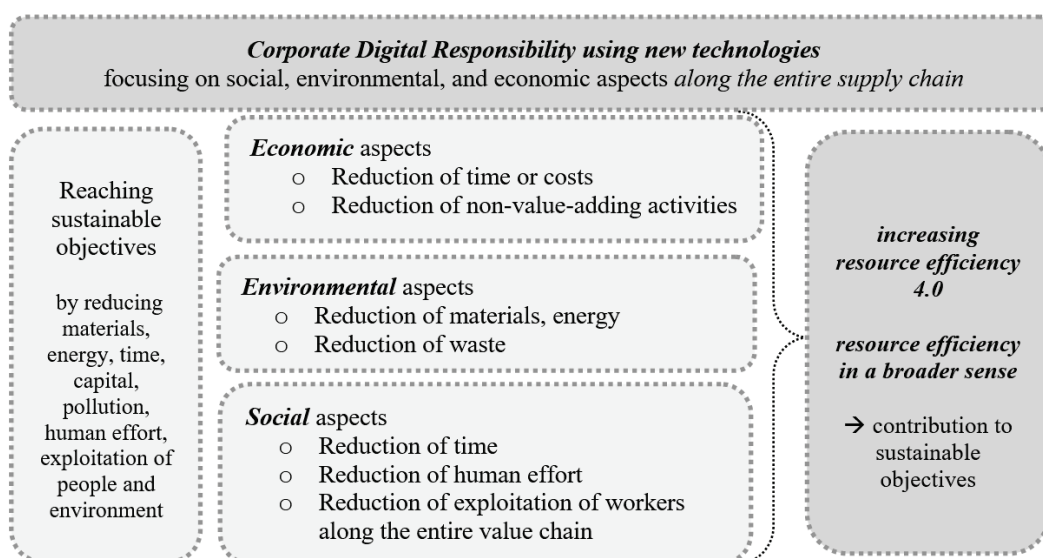 Corporate Digital Responsibility using new technologies
focusing on social, environmental, and economic aspects along the entire supply chain
Reaching
sustainable
objectives
by reducing
materials,
energy, time,
capital,
pollution,
human effort,
exploitation of
people and
environment
Economic aspects
o Reduction of time or costs
o Reduction of non-value-adding activities
Environmental aspects
o Reduction of materials, energy
o Reduction of waste
Social aspects
o Reduction of time
o Reduction of human effort
o Reduction of exploitation of workers
along the entire value chain
increasing
resource efficiency
4.0
resource efficiency
in a broader sense
→ contribution to
sustainable
objectives